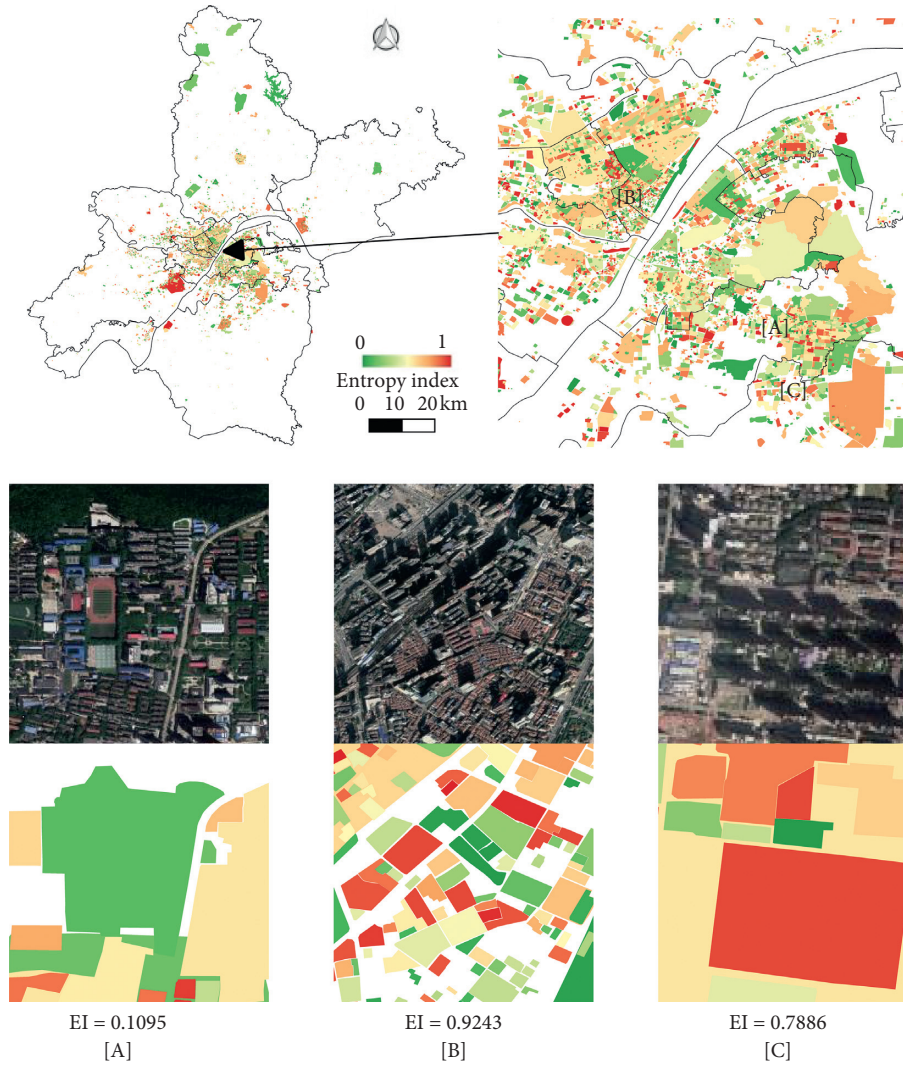 [B]
[A]
[C]
0 1
Entropy index
0 10 20 km
EI = 0.1095
[A]
EI = 0.9243
[B]
EI = 0.7886
[C]